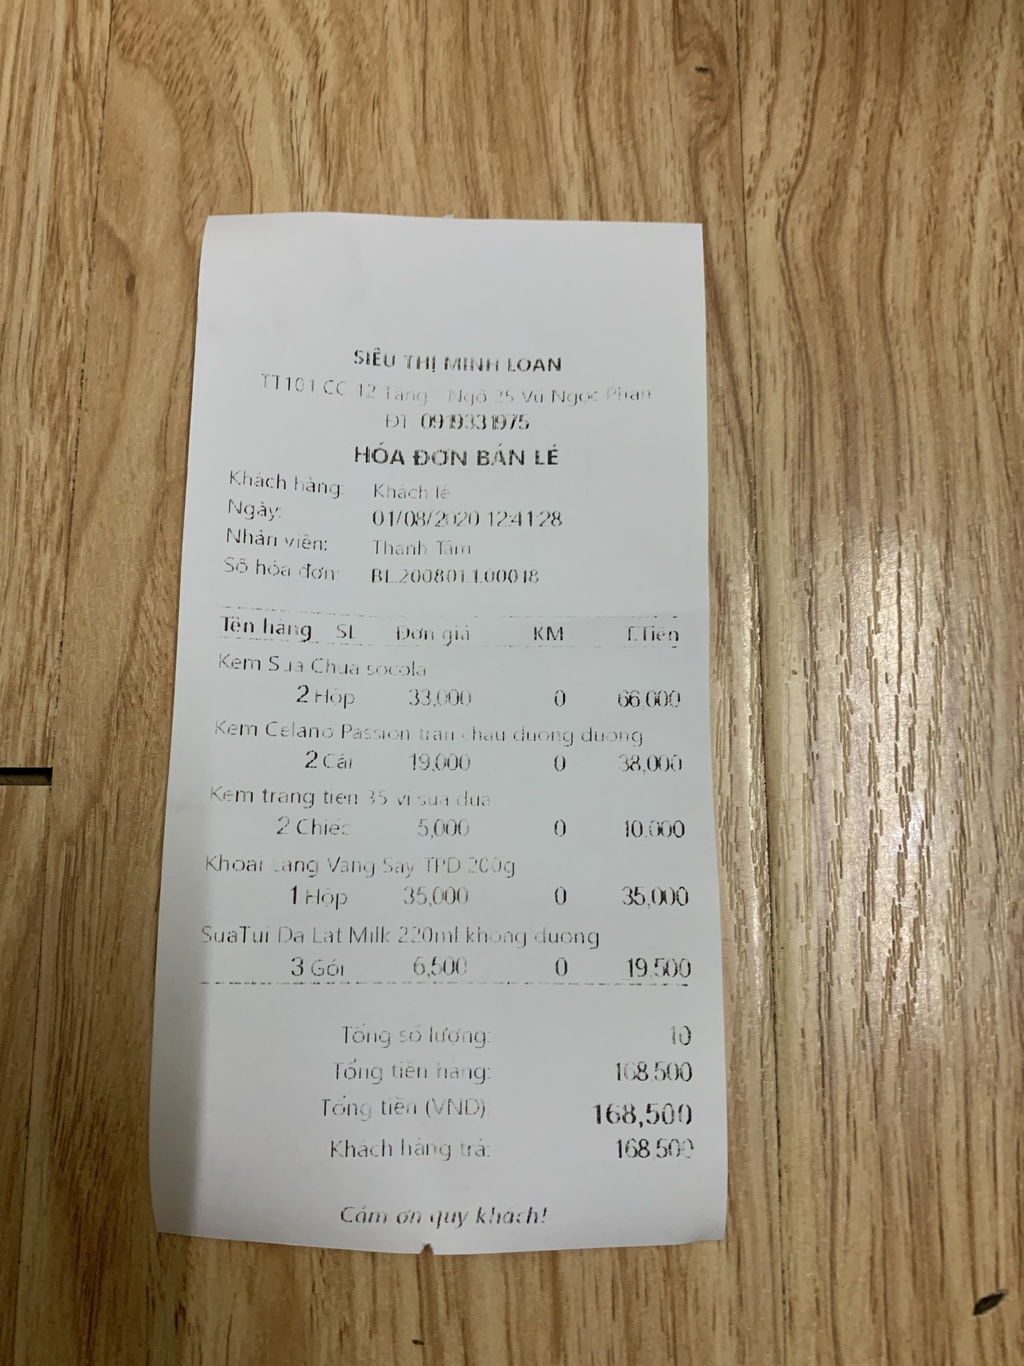 SIÊU THỊ MINH LOAN
TT101 CC 12 Tầng - Ngõ 25 Vũ Ngọc Phan
ĐT 0919331975
HÓA ĐƠN BÁN LẺ
Khách hàng: Khách lẻ
Ngày: 01/08/2020 12:41:28
Nhân viên: Thanh Tâm
Số hóa đơn: BL.200801.1.00018
Tên hàng SL Đơn giá KM T.Tiền
Kem Sua Chua socola
2 Hộp 33,000 0 66,000
Kem Celano Passion tran chau duong duong
2 Cái 19,000 0 38,000
Kem trang tien 35 vi sua dua
2 Chiếc 5,000 0 10,000
Khoai Lang Vang Say TPD 200g
1 Hộp 35,000 0 35,000
SuaTui Da Lat Milk 220ml khong duong
3 Gói 6,500 0 19,500
Tổng số lượng: 10
Tổng tiền hàng: 168,500
Tổng tiền (VND): 168,500
Khách hàng trả: 168,500
Cảm ơn quý khách!